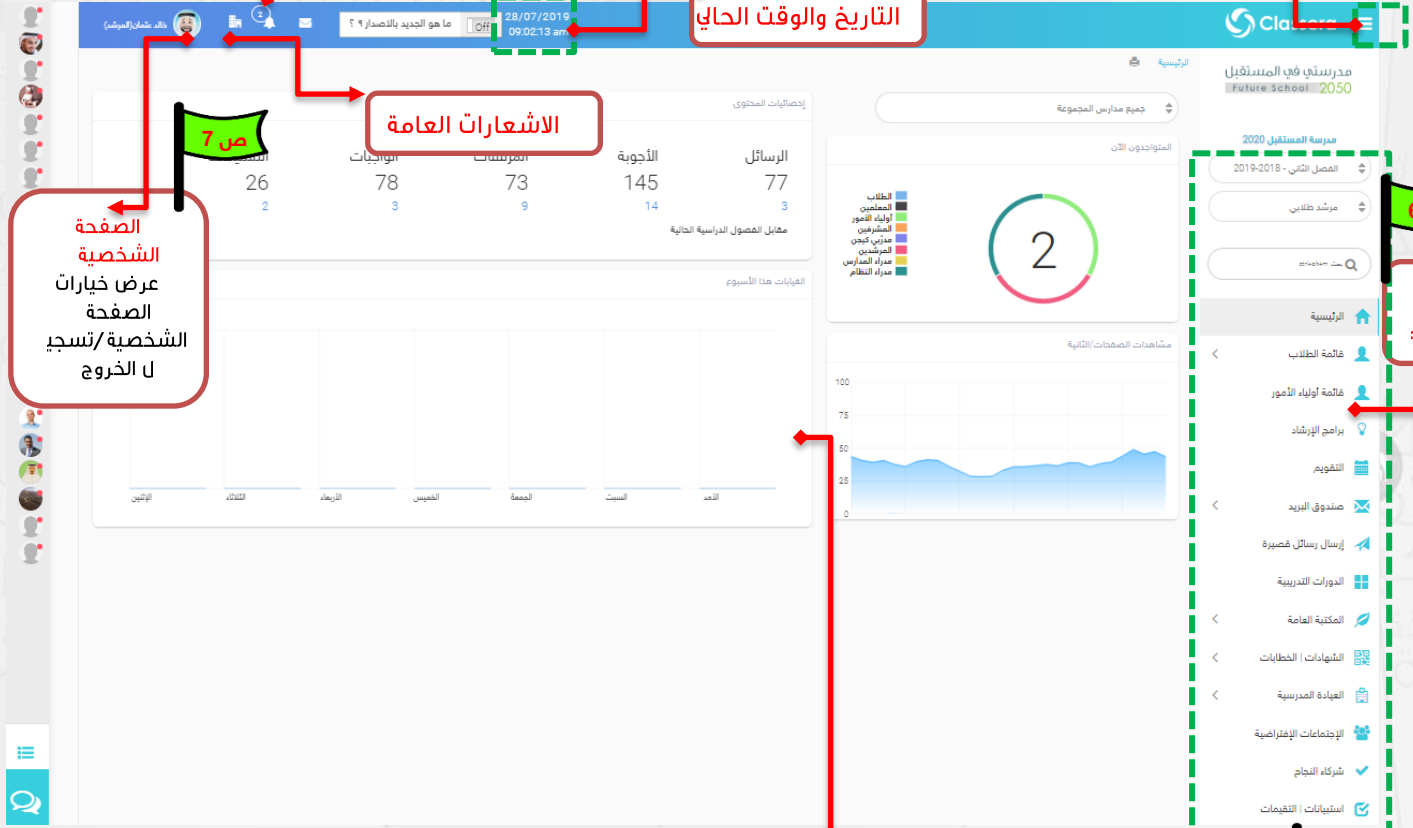 Classera
28/07/2019
09:02:13 am
Off
ما هو الجديد بالاصدار ٩ ؟
2
خالد عثمان(المرشد)
التاريخ والوقت الحالي
الاشعارات العامة
ص 7
الصفحة
الشخصية
عرض خيارات
الصفحة
الشخصية/تسجي
ل الخروج
مدرستي في المستقبل
Future School 2050
مدرسة المستقبل 2020
الفصل الثاني - 2018-2019
مرشد طلابي
الرئيسية
قائمة الطلاب
قائمة أولياء الأمور
برامج الإرشاد
التقويم
صندوق البريد
إرسال رسائل قصيرة
الدورات التدريبية
المكتبة العامة
الشهادات | الخطابات
العيادة المدرسية
الإجتماعات الإفتراضية
شركاء النجاح
استبيانات | التقيمات
الرئيسية
جميع مدارس المجموعة
المتواجدون الآن
الطلاب
المعلمين
أولياء الأمور
المشرفين
مدرّبي كيجن
المرشدين
مدراء المدارس
مدراء النظام
2
مشاهدات الصفحات/الثانية
100
75
50
25
0
إحصائيات المحتوى
الرسائل
77
3
الأجوبة
145
14
73
9
الواجبات
78
3
26
2
مقابل الفصول الدراسية الحالية
الغيابات هذا الأسبوع
الأحد
السبت
الجمعة
الخميس
الأربعاء
الثلاثاء
الإثنين